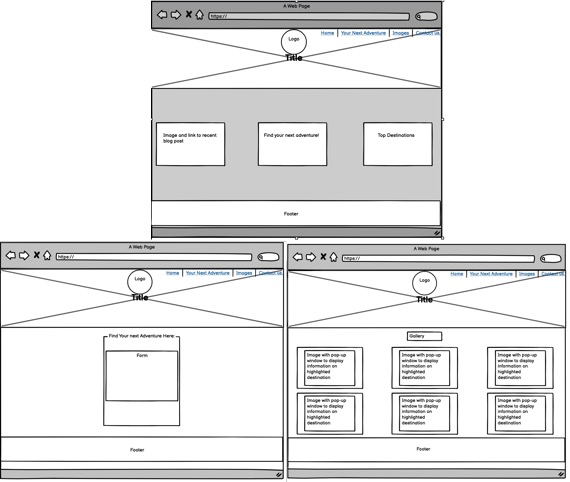 A Web Page
https://
Home Your Next Adventure Images Contact us
Logo
Title
Image and link to recent
blog post
Find your next adventure!
Top Destinations
Footer
A Web Page
https://
Home Your Next Adventure Images Contact us
Logo
Title
Find Your next Adventure Here:
Form
Footer
A Web Page
https://
Home Your Next Adventure Images Contact us
Logo
Title
Gallery
Image with pop-up
window to display
information on
highlighted
destination
Image with pop-up
window to display
information on
highlighted
destination
Image with pop-up
window to display
information on
highlighted
destination
Image with pop-up
window to display
information on
highlighted
destination
Image with pop-up
window to display
information on
highlighted
destination
Image with pop-up
window to display
information on
highlighted
destination
Footer